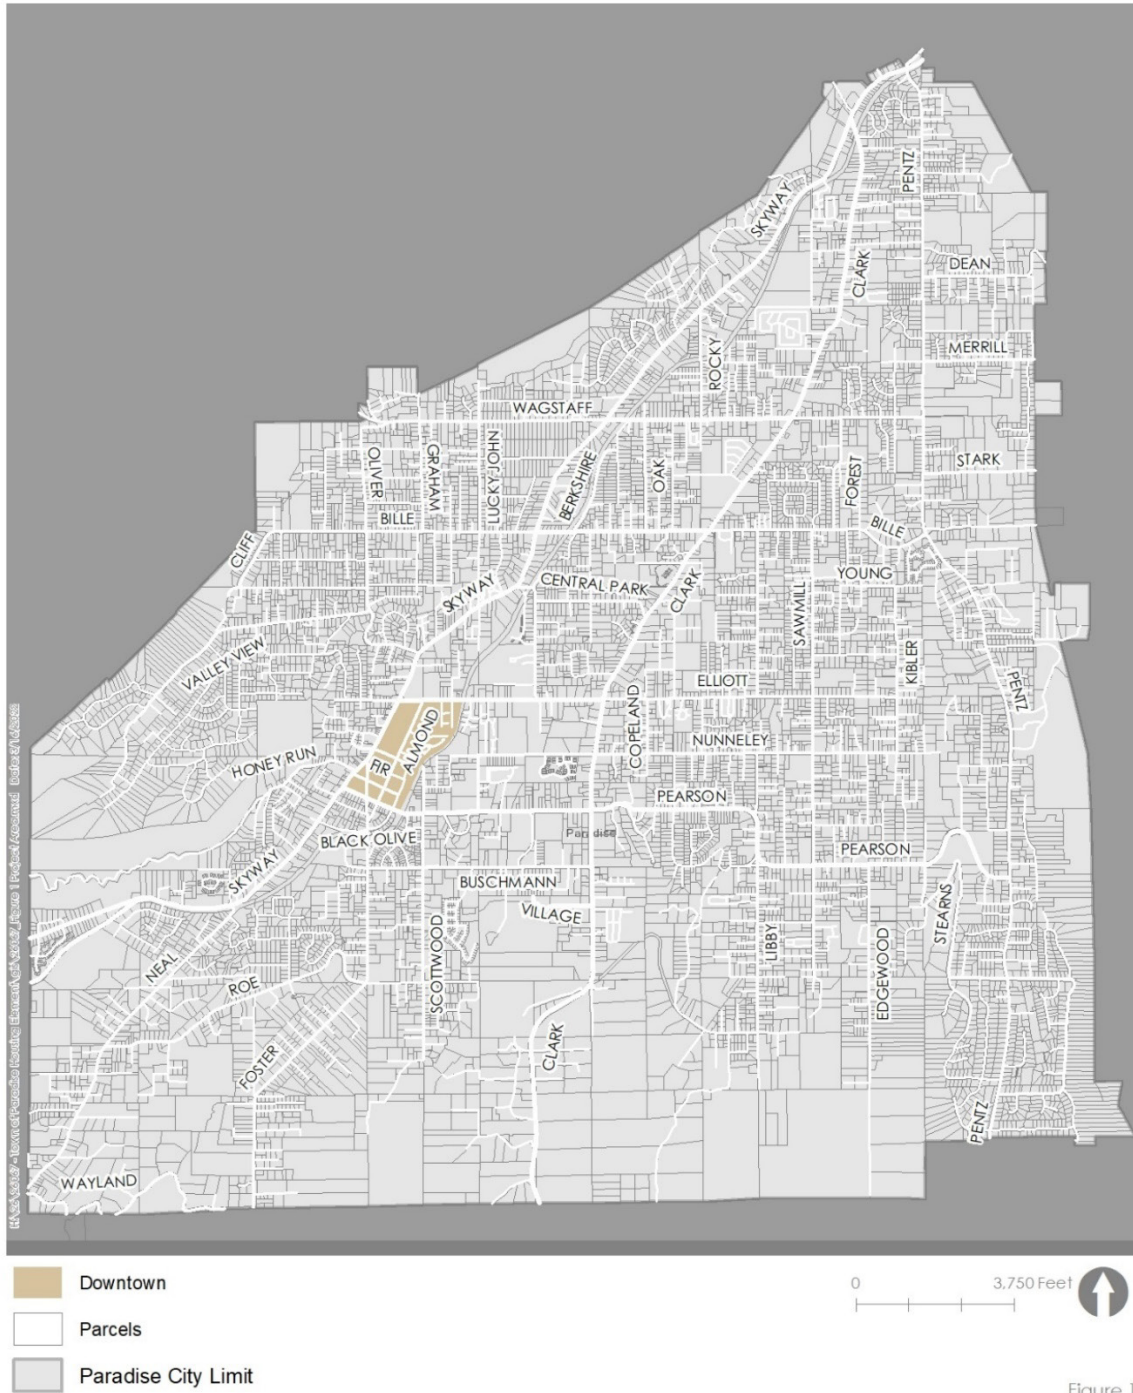 SKYWAY
PENTZ
CLARK
DEAN
MERRILL
ROCKY
WAGSTAFF
OLIVER
GRAHAM
LUCKY JOHN
BERKSHIRE
OAK
FOREST
STARK
BILLE
BILLE
CLIFF
SKYWAY
CENTRAL PARK
CLARK
YOUNG
SAWMILL
VALLEY VIEW
KIBLER
ELLIOTT
PENTZ
ALMOND
COPELAND
NUNNELEY
HONEY RUN
FIR
PEARSON
BLACK OLIVE
Paradise
PEARSON
SKYWAY
BUSCHMANN
VILLAGE
STEARNS
SCOTTWOOD
LIBBY
EDGEWOOD
NEAL
ROE
CLARK
FOSTER
PENTZ
WAYLAND
Downtown
0 3,750 Feet
Parcels
Paradise City Limit
Figure 1